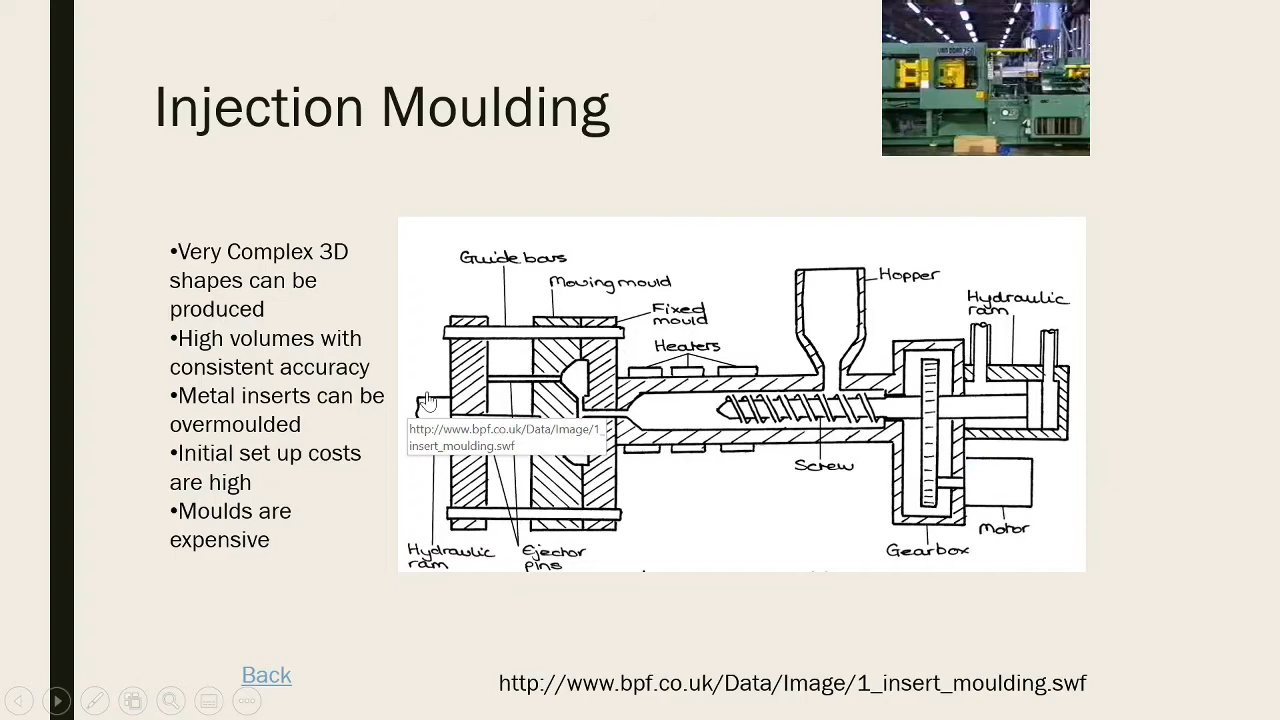 Injection Moulding
•Very Complex 3D
shapes can be
produced
•High volumes with
consistent accuracy
•Metal inserts can be
overmoulded
•Initial set up costs
are high
•Moulds are
expensive
Guide bars
Moving mould
Fixed
mould
Heaters
Hopper
Hydraulic
ram
http://www.bpf.co.uk/Data/Image/1_
insert_moulding.swf
Screw
Motor
Gearbox
Hydraulic
ram
Ejector
pins
Back
http://www.bpf.co.uk/Data/Image/1_insert_moulding.swf